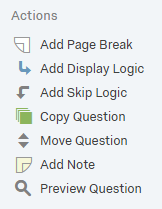 Actions
Add Page Break
Add Display Logic
Add Skip Logic
Copy Question
Move Question
Add Note
Preview Question